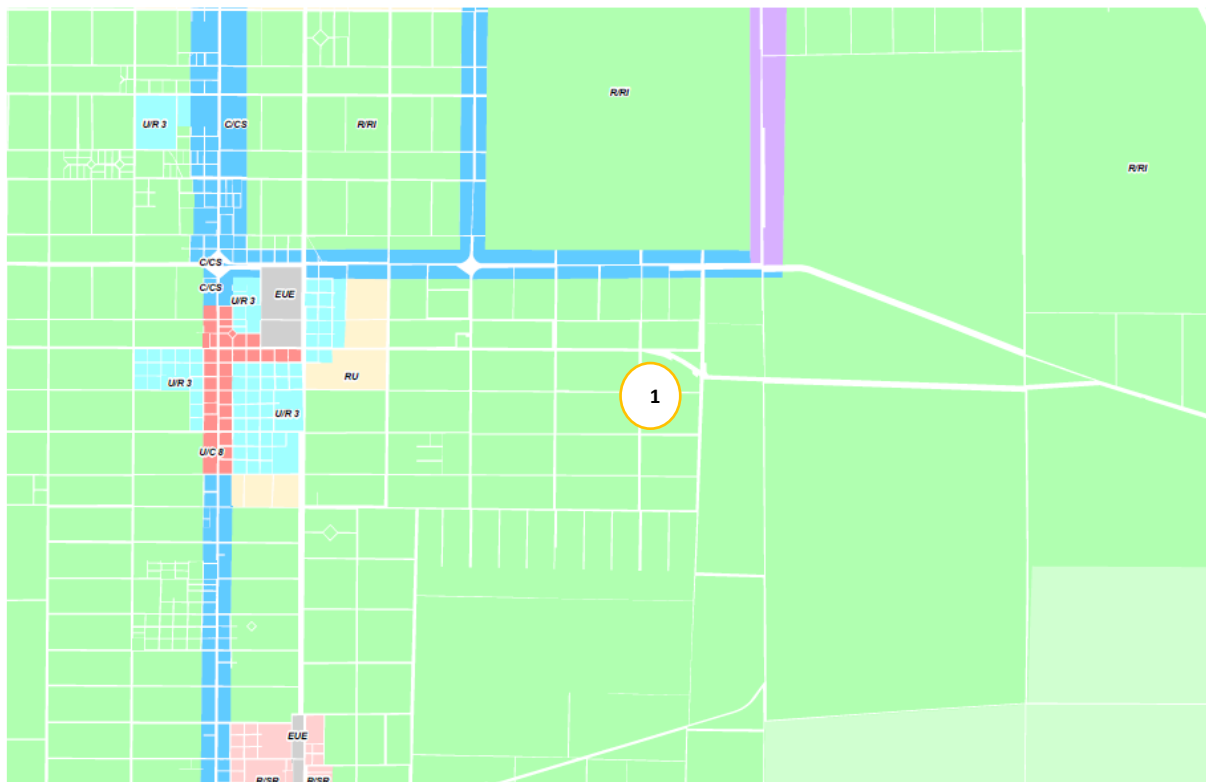 R/RI
U/R 3
C/CS
R/RI
R/RI
C/CS
C/CS
U/R 3
EUE
RU
U/R 3
1
U/R 3
U/C 8
EUE
R/SR
R/SR